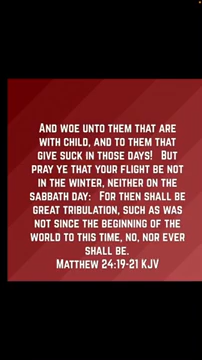 And woe unto them that are
with child, and to them that
give suck in those days!   But
pray ye that your flight be not
in the winter, neither on the
sabbath day:   For then shall be
great tribulation, such as was
not since the beginning of the
world to this time, no, nor ever
shall be.
Matthew 24:19-21 KJV